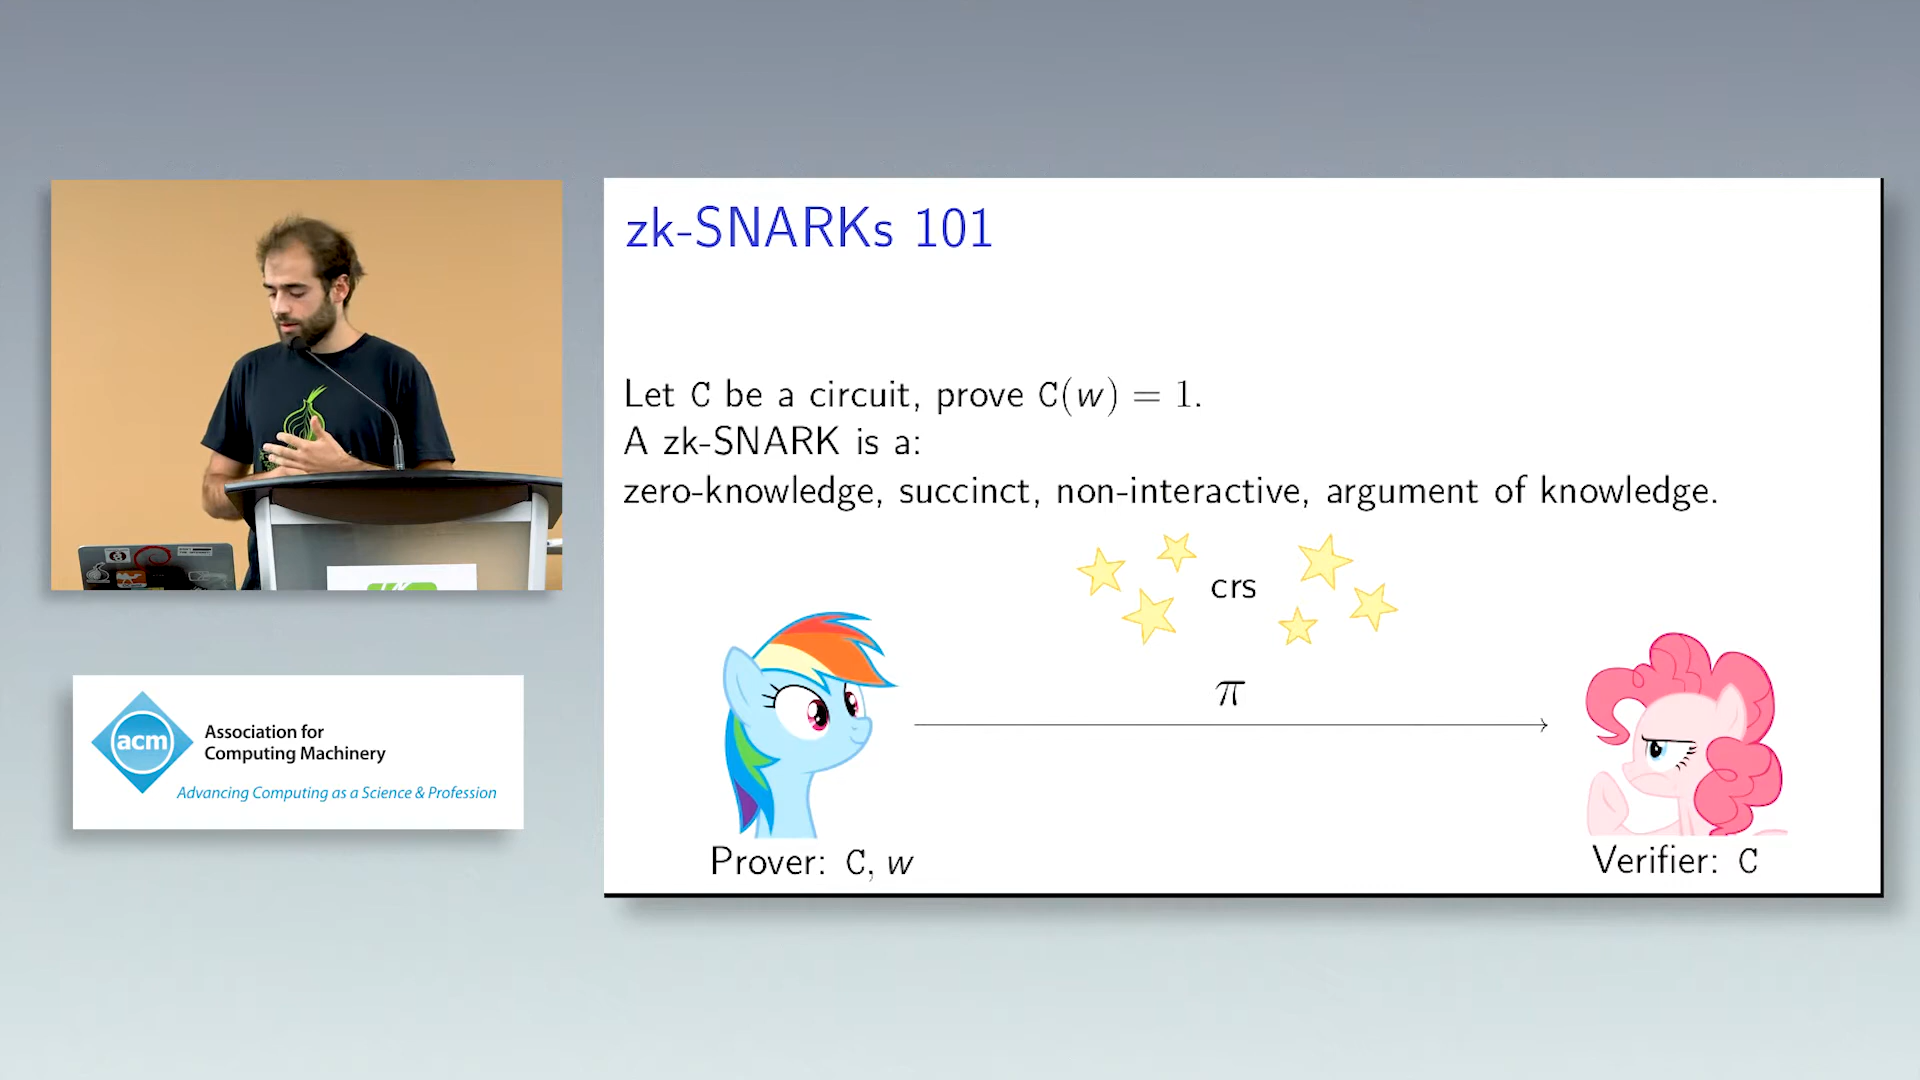 zk-SNARKs 101
Let C be a circuit, prove C(w) = 1.
A zk-SNARK is a:
zero-knowledge, succinct, non-interactive, argument of knowledge.
crs
π
Prover: C, w
Verifier: C
acm
Association for
Computing Machinery
Advancing Computing as a Science & Profession